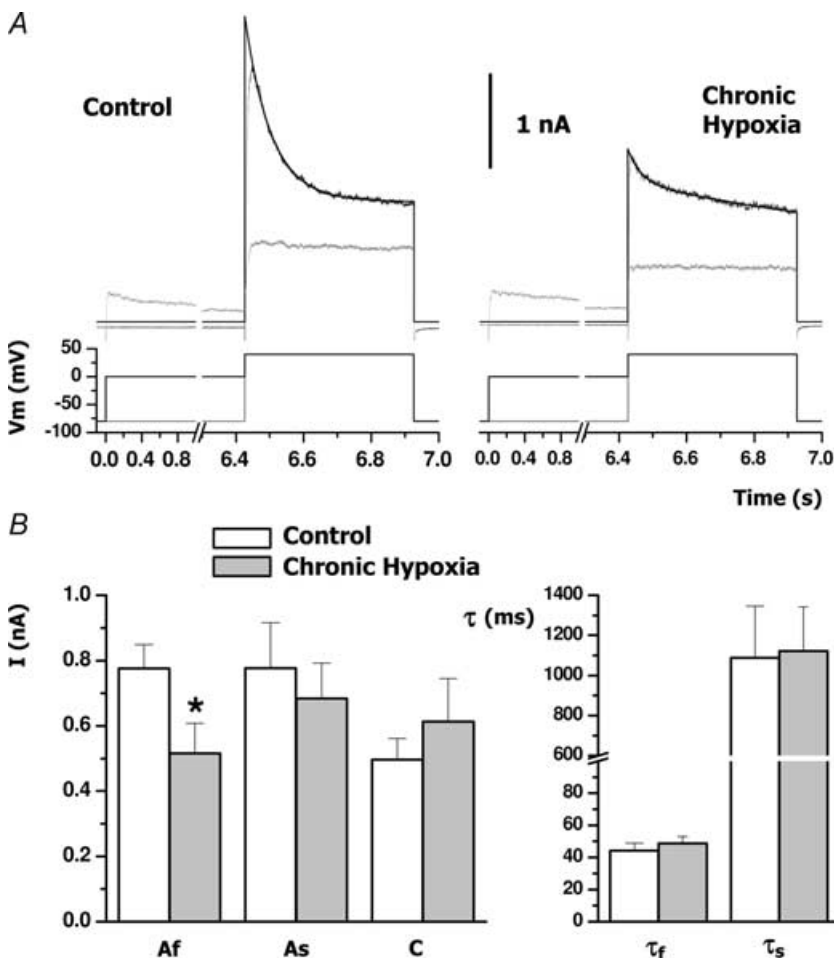 A
Control
1 nA
Chronic
Hypoxia
Vm (mV)
50
0
-50
-100
0.0 0.4 0.8 6.4 6.6 6.8 7.0
0.0 0.4 0.8 6.4 6.6 6.8 7.0
Time (s)
B
Control
Chronic Hypoxia
I (nA)
1.0
0.8
0.6
0.4
0.2
0.0
*
Af As C
τ (ms)
1400
1200
1000
800
600
80
60
40
20
0
τf τs